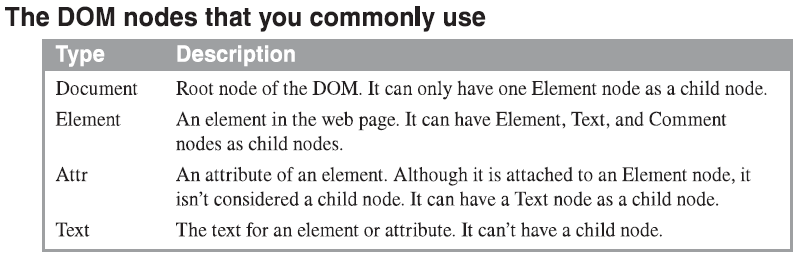 The DOM nodes that you commonly use
Type Description
Document Root node of the DOM. It can only have one Element node as a child node.
Element An element in the web page. It can have Element, Text, and Comment
nodes as child nodes.
Attr An attribute of an element. Although it is attached to an Element node, it
isn't considered a child node. It can have a Text node as a child node.
Text The text for an element or attribute. It can't have a child node.